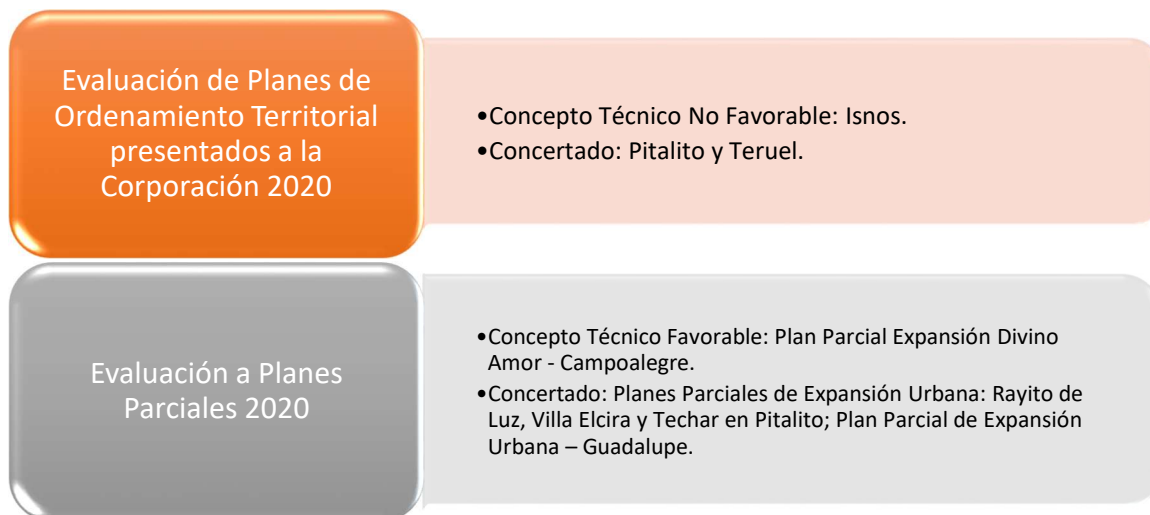 Evaluación de Planes de
Ordenamiento Territorial
presentados a la
Corporación 2020
•Concepto Técnico No Favorable: Isnos.
•Concertado: Pitalito y Teruel.
Evaluación a Planes
Parciales 2020
•Concepto Técnico Favorable: Plan Parcial Expansión Divino
Amor - Campoalegre.
•Concertado: Planes Parciales de Expansión Urbana: Rayito de
Luz, Villa Elcira y Techar en Pitalito; Plan Parcial de Expansión
Urbana – Guadalupe.